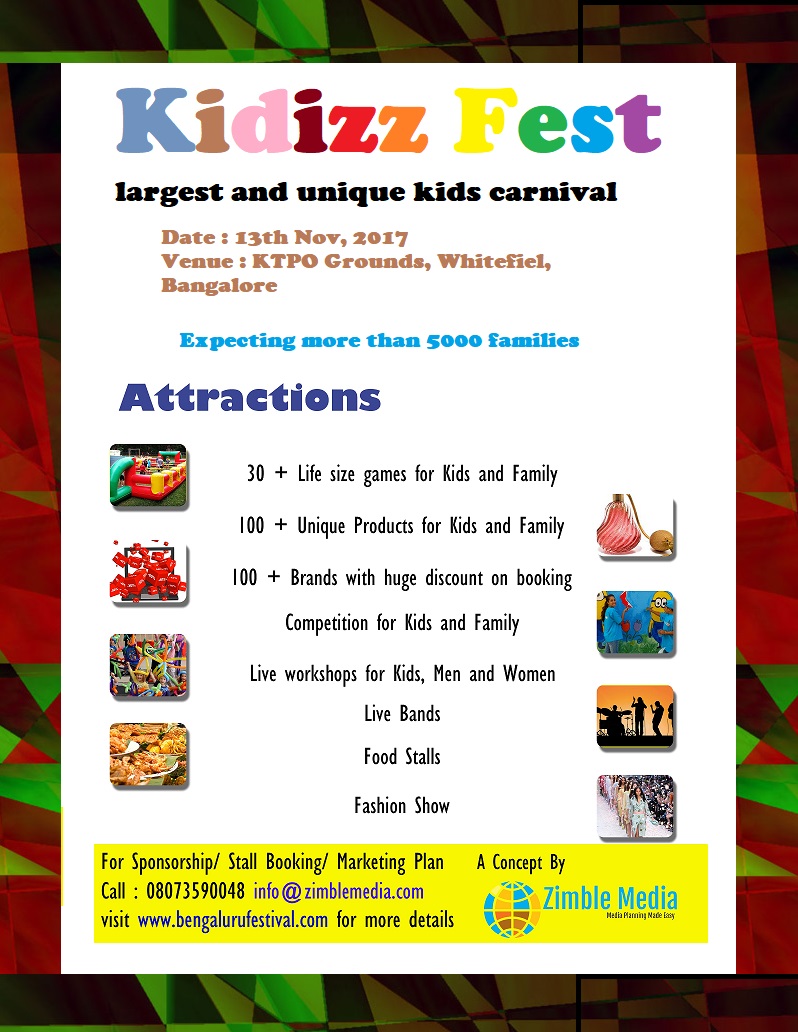 Kidizz Fest
largest and unique kids carnival
Date : 13th Nov, 2017
Venue : KTPO Grounds, Whitefiel,
Bangalore
Expecting more than 5000 families
Attractions
30 + Life size games for Kids and Family
100 + Unique Products for Kids and Family
100 + Brands with huge discount on booking
Competition for Kids and Family
Live workshops for Kids, Men and Women
Live Bands
Food Stalls
Fashion Show
For Sponsorship/ Stall Booking/ Marketing Plan
Call : 08073590048 info@zimblemedia.com
visit www.bengalurufestival.com for more details
A Concept By
Zimble Media
Media Planning Made Easy